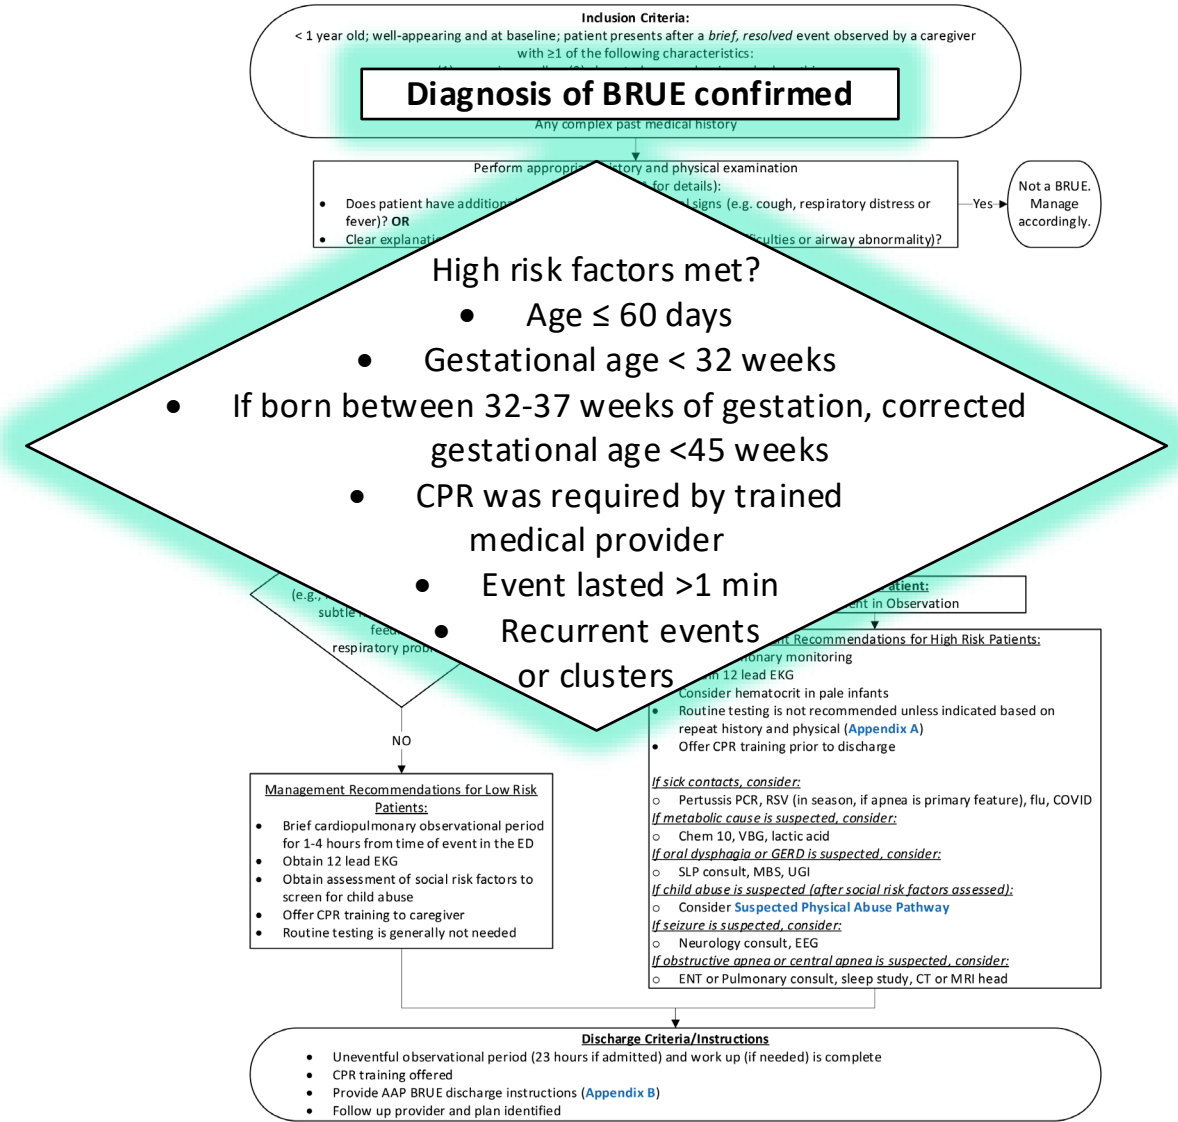 Inclusion Criteria:
< 1 year old; well-appearing and at baseline; patient presents after a brief, resolved event observed by a caregiver
with ≥1 of the following characteristics:
Diagnosis of BRUE confirmed
Any complex past medical history
Perform appropria history and physical examination
for details):
• Does patient have addition l signs (e.g. cough, respiratory distress or
fever)? OR
• Clear explanatio ficulties or airway abnormality)?
Yes
Not a BRUE.
Manage
accordingly.
High risk factors met?
• Age ≤ 60 days
• Gestational age < 32 weeks
• If born between 32-37 weeks of gestation, corrected
gestational age <45 weeks
• CPR was required by trained
medical provider
• Event lasted >1 min
• Recurrent events
or clusters
(e.g.,
subtle
feed
respiratory prob
NO
Management Recommendations for Low Risk
Patients:
• Brief cardiopulmonary observational period
for 1-4 hours from time of event in the ED
• Obtain 12 lead EKG
• Obtain assessment of social risk factors to
screen for child abuse
• Offer CPR training to caregiver
• Routine testing is generally not needed
atient:
ent in Observation
nt Recommendations for High Risk Patients:
onary monitoring
n 12 lead EKG
Consider hematocrit in pale infants
• Routine testing is not recommended unless indicated based on
repeat history and physical (Appendix A)
• Offer CPR training prior to discharge
If sick contacts, consider:
o Pertussis PCR, RSV (in season, if apnea is primary feature), flu, COVID
If metabolic cause is suspected, consider:
o Chem 10, VBG, lactic acid
If oral dysphagia or GERD is suspected, consider:
o SLP consult, MBS, UGI
If child abuse is suspected (after social risk factors assessed):
o Consider Suspected Physical Abuse Pathway
If seizure is suspected, consider:
o Neurology consult, EEG
If obstructive apnea or central apnea is suspected, consider:
o ENT or Pulmonary consult, sleep study, CT or MRI head
Discharge Criteria/Instructions
• Uneventful observational period (23 hours if admitted) and work up (if needed) is complete
• CPR training offered
• Provide AAP BRUE discharge instructions (Appendix B)
• Follow up provider and plan identified